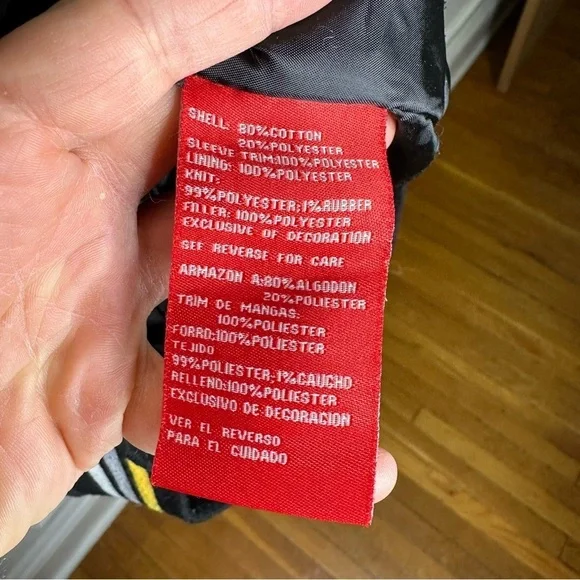 SHELL: 80%COTTON
20%POLYESTER
SLEEVE TRIM:100%POLYESTER
LINING: 100%POLYESTER
KNIT:
99%POLYESTER;1%RUBBER
FILLER: 100%POLYESTER
EXCLUSIVE OF DECORATION
SEE REVERSE FOR CARE
ARMAZON A:80%ALGODON
20%POLIESTER
TRIM DE MANGAS:
100%POLIESTER
FORRO:100%POLIESTER
TEJIDO
99%POLIESTER;1%CAUCHO
RELLENO:100%POLIESTER
EXCLUSIVO DE DECORACION
VER EL REVERSO
PARA EL CUIDADO